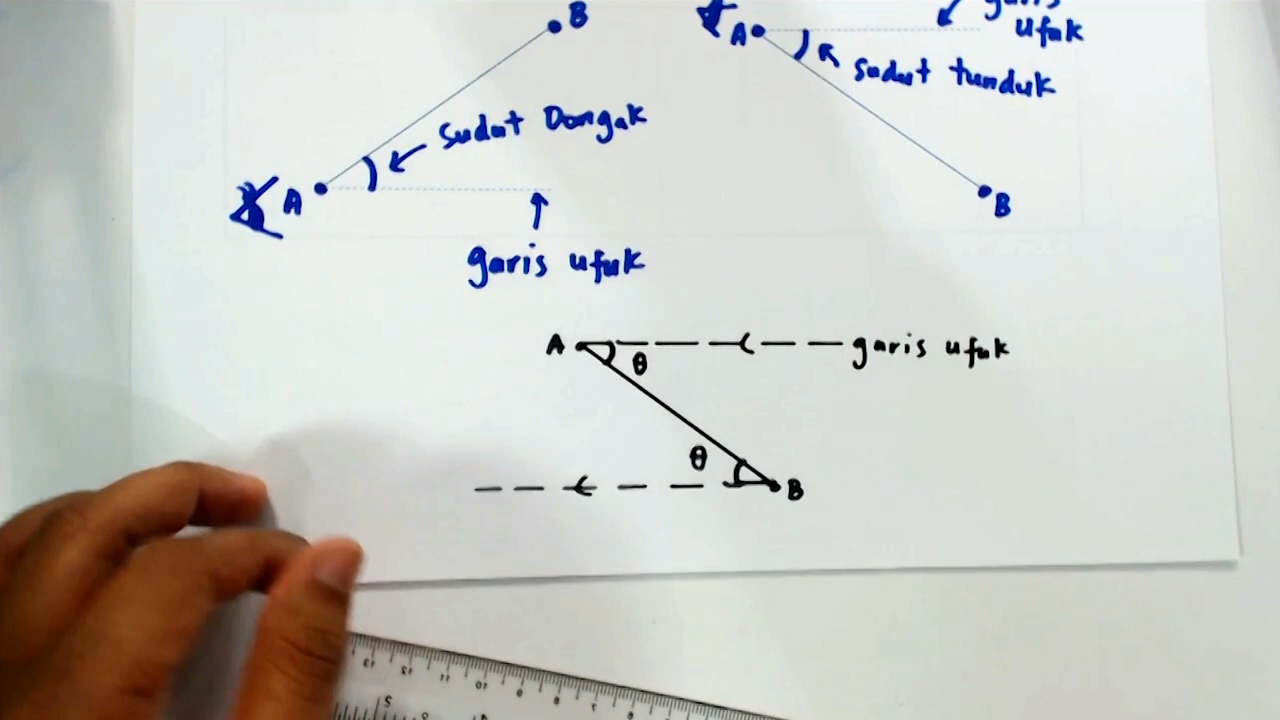 B
A
Sudut Dongak
garis ufuk
A
garis
ufuk
Sudut tunduk
B
A
θ
garis ufuk
θ
B